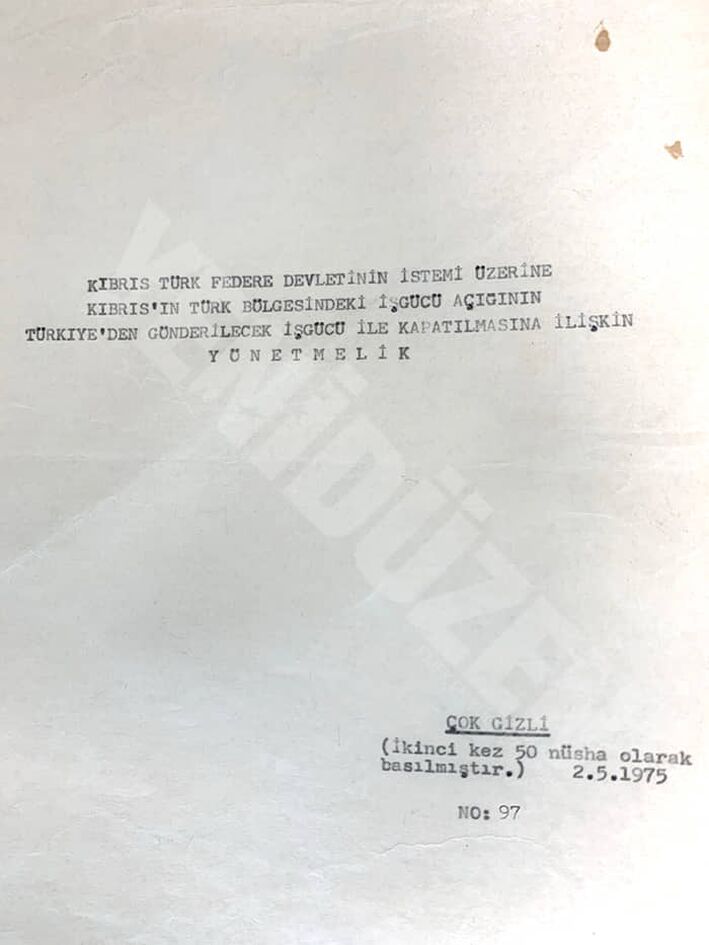 KIBRIS TÜRK FEDERE DEVLETİNİN İSTEMİ ÜZERİNE
KIBRIS'IN TÜRK BÖLGESİNDEKİ İŞGÜCÜ AÇIĞININ
TÜRKİYE'DEN GÖNDERİLECEK İŞGÜCÜ İLE KAPATILMASINA İLİŞKİN
Y Ö N E T M E L İ K
YENİDÜZEN
ÇOK GİZLİ
(İkinci kez 50 nüsha olarak
basılmıştır.) 2.5.1975
NO: 97